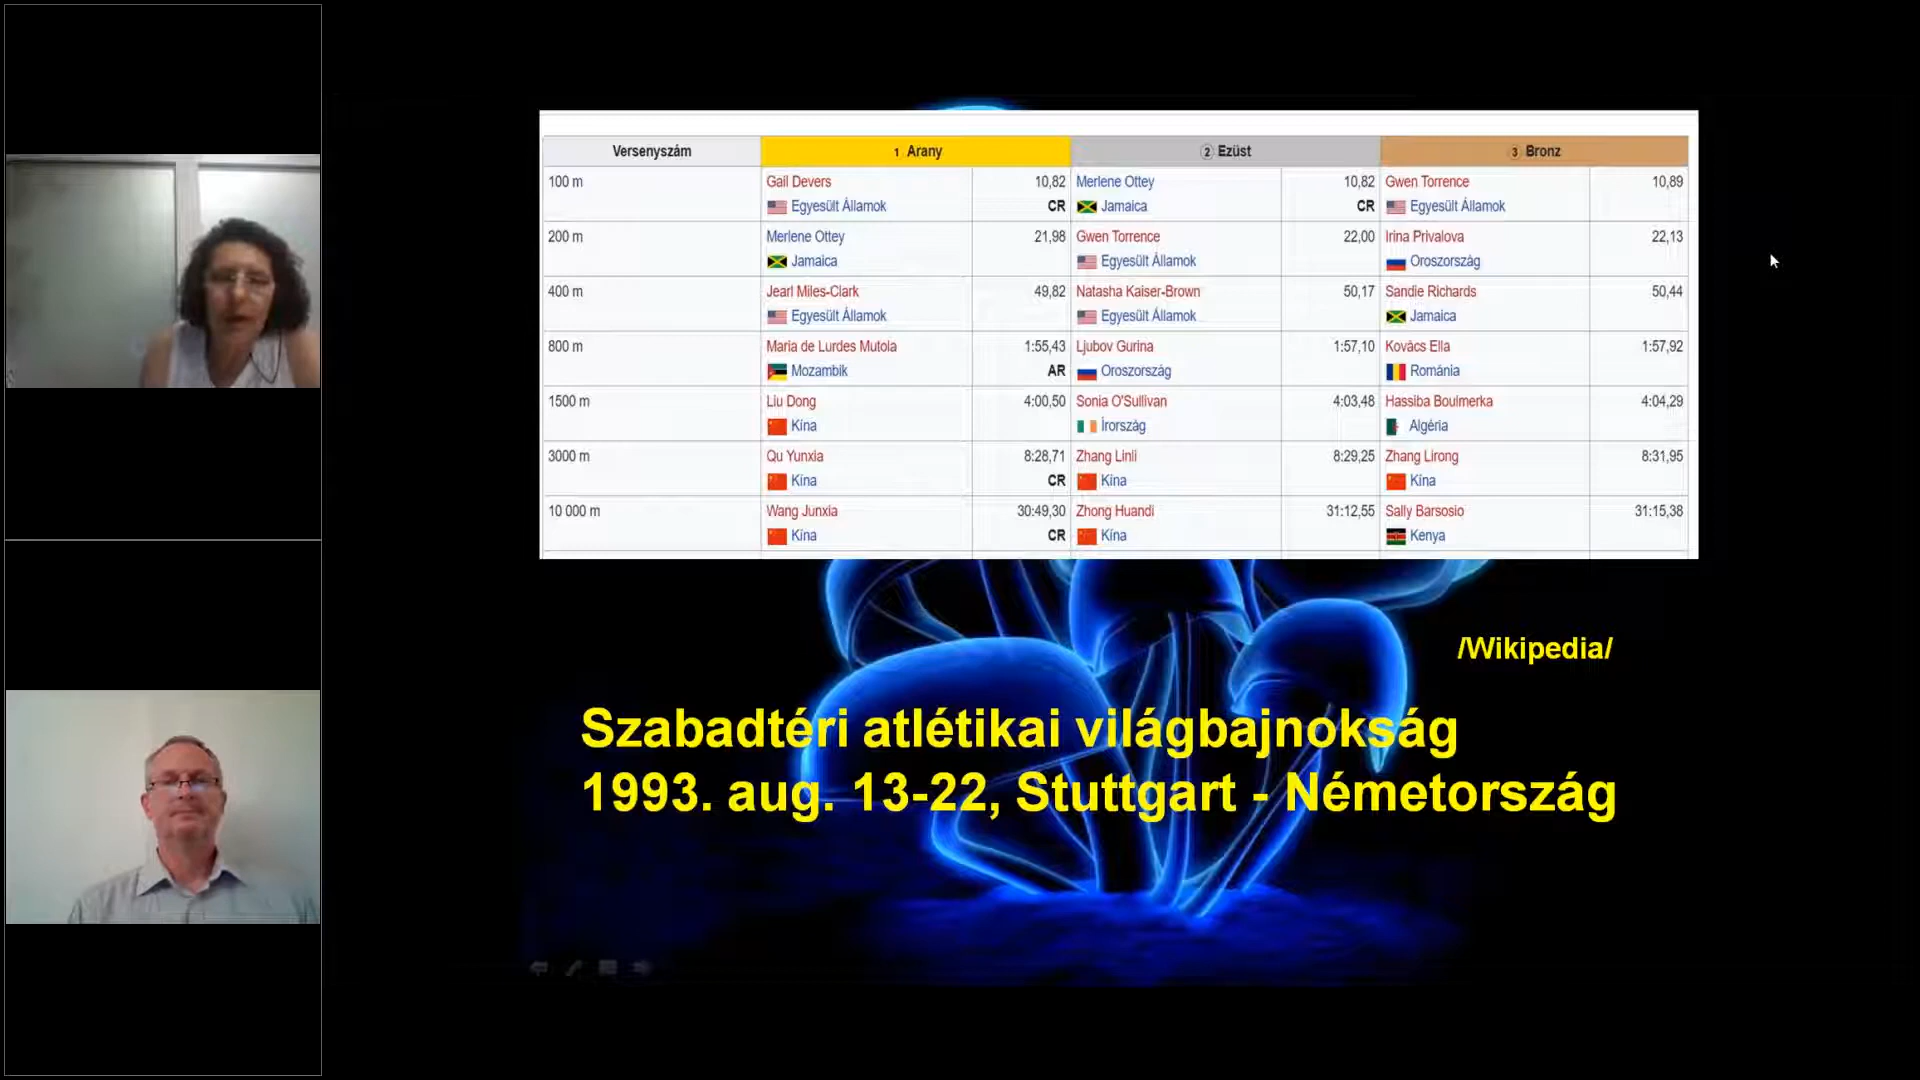 Versenyszám 1 Arany 2 Ezüst 3 Bronz
100 m Gail Devers 10,82 Merlene Ottey 10,82 Gwen Torrence 10,89
Egyesült Államok CR Jamaica CR Egyesült Államok
200 m Merlene Ottey 21,98 Gwen Torrence 22,00 Irina Privalova 22,13
Jamaica Egyesült Államok Oroszország
400 m Jearl Miles-Clark 49,82 Natasha Kaiser-Brown 50,17 Sandie Richards 50,44
Egyesült Államok Egyesült Államok Jamaica
800 m Maria de Lurdes Mutola 1:55,43 Ljubov Gurina 1:57,10 Kovács Ella 1:57,92
Mozambik AR Oroszország Románia
1500 m Liu Dong 4:00,50 Sonia O'Sullivan 4:03,48 Hassiba Boulmerka 4:04,29
Kína Írország Algéria
3000 m Qu Yunxia 8:28,71 Zhang Linli 8:29,25 Zhang Lirong 8:31,95
Kína CR Kína Kína
10 000 m Wang Junxia 30:49,30 Zhong Huandi 31:12,55 Sally Barsosio 31:15,38
Kína CR Kína Kenya
/Wikipedia/
Szabadtéri atlétikai világbajnokság
1993. aug. 13-22, Stuttgart - Németország